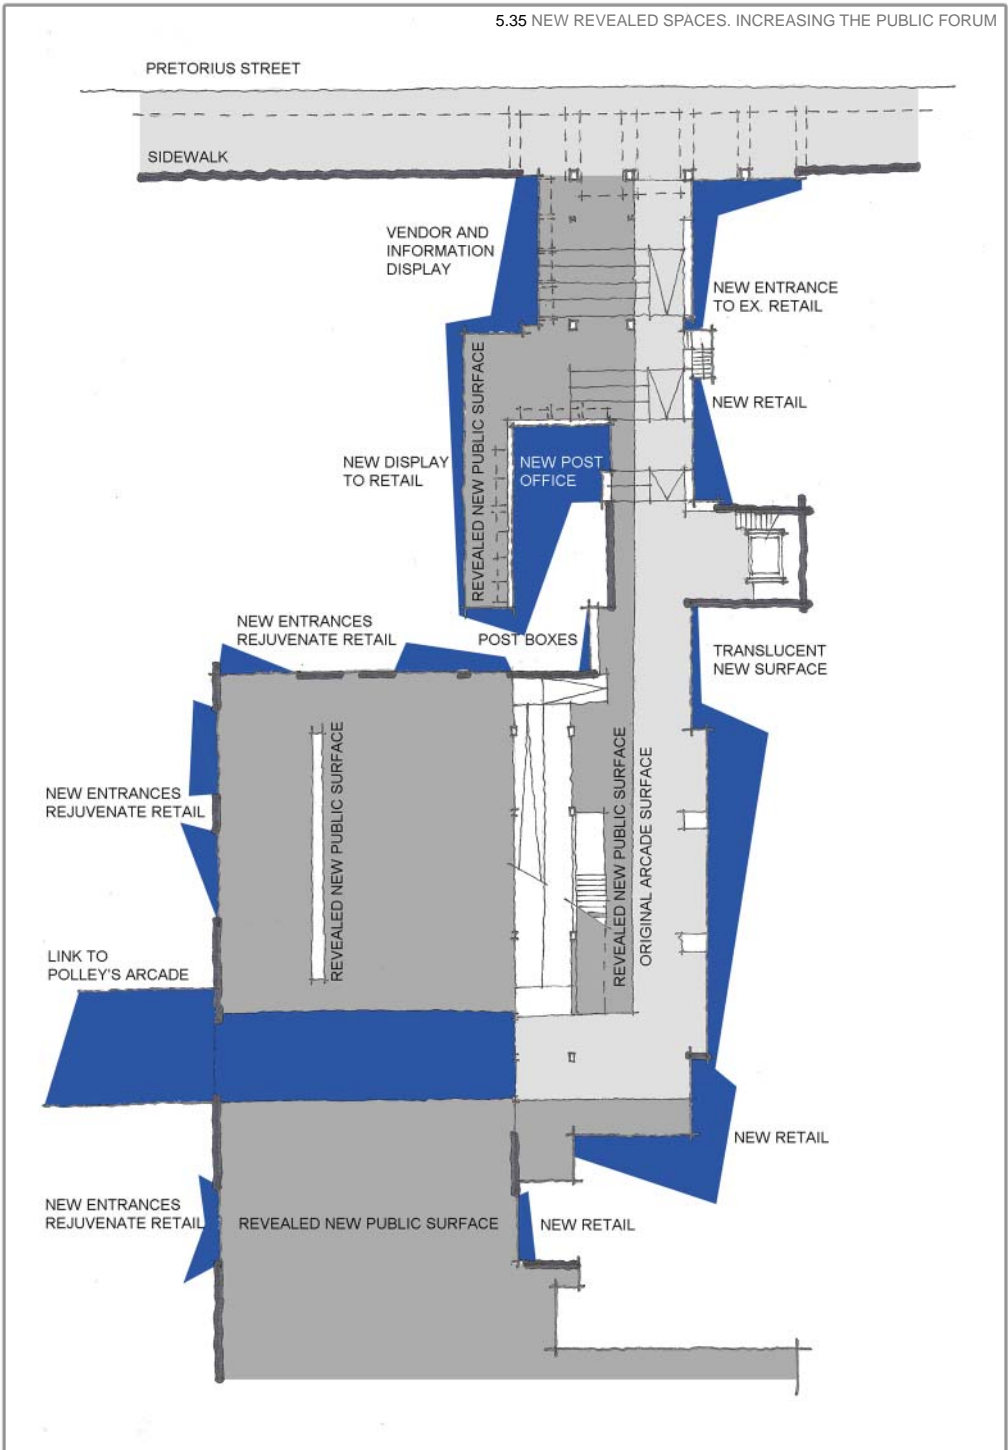 5.35 NEW REVEALED SPACES. INCREASING THE PUBLIC FORUM
PRETORIUS STREET
SIDEWALK
VENDOR AND
INFORMATION
DISPLAY
NEW ENTRANCE
TO EX. RETAIL
REVEALED NEW PUBLIC SURFACE
NEW RETAIL
NEW DISPLAY
TO RETAIL
NEW POST
OFFICE
NEW ENTRANCES
REJUVENATE RETAIL
POST BOXES
TRANSLUCENT
NEW SURFACE
REVEALED NEW PUBLIC SURFACE
REVEALED NEW PUBLIC SURFACE
ORIGINAL ARCADE SURFACE
NEW ENTRANCES
REJUVENATE RETAIL
LINK TO
POLLEY'S ARCADE
NEW RETAIL
NEW ENTRANCES
REJUVENATE RETAIL
REVEALED NEW PUBLIC SURFACE
NEW RETAIL